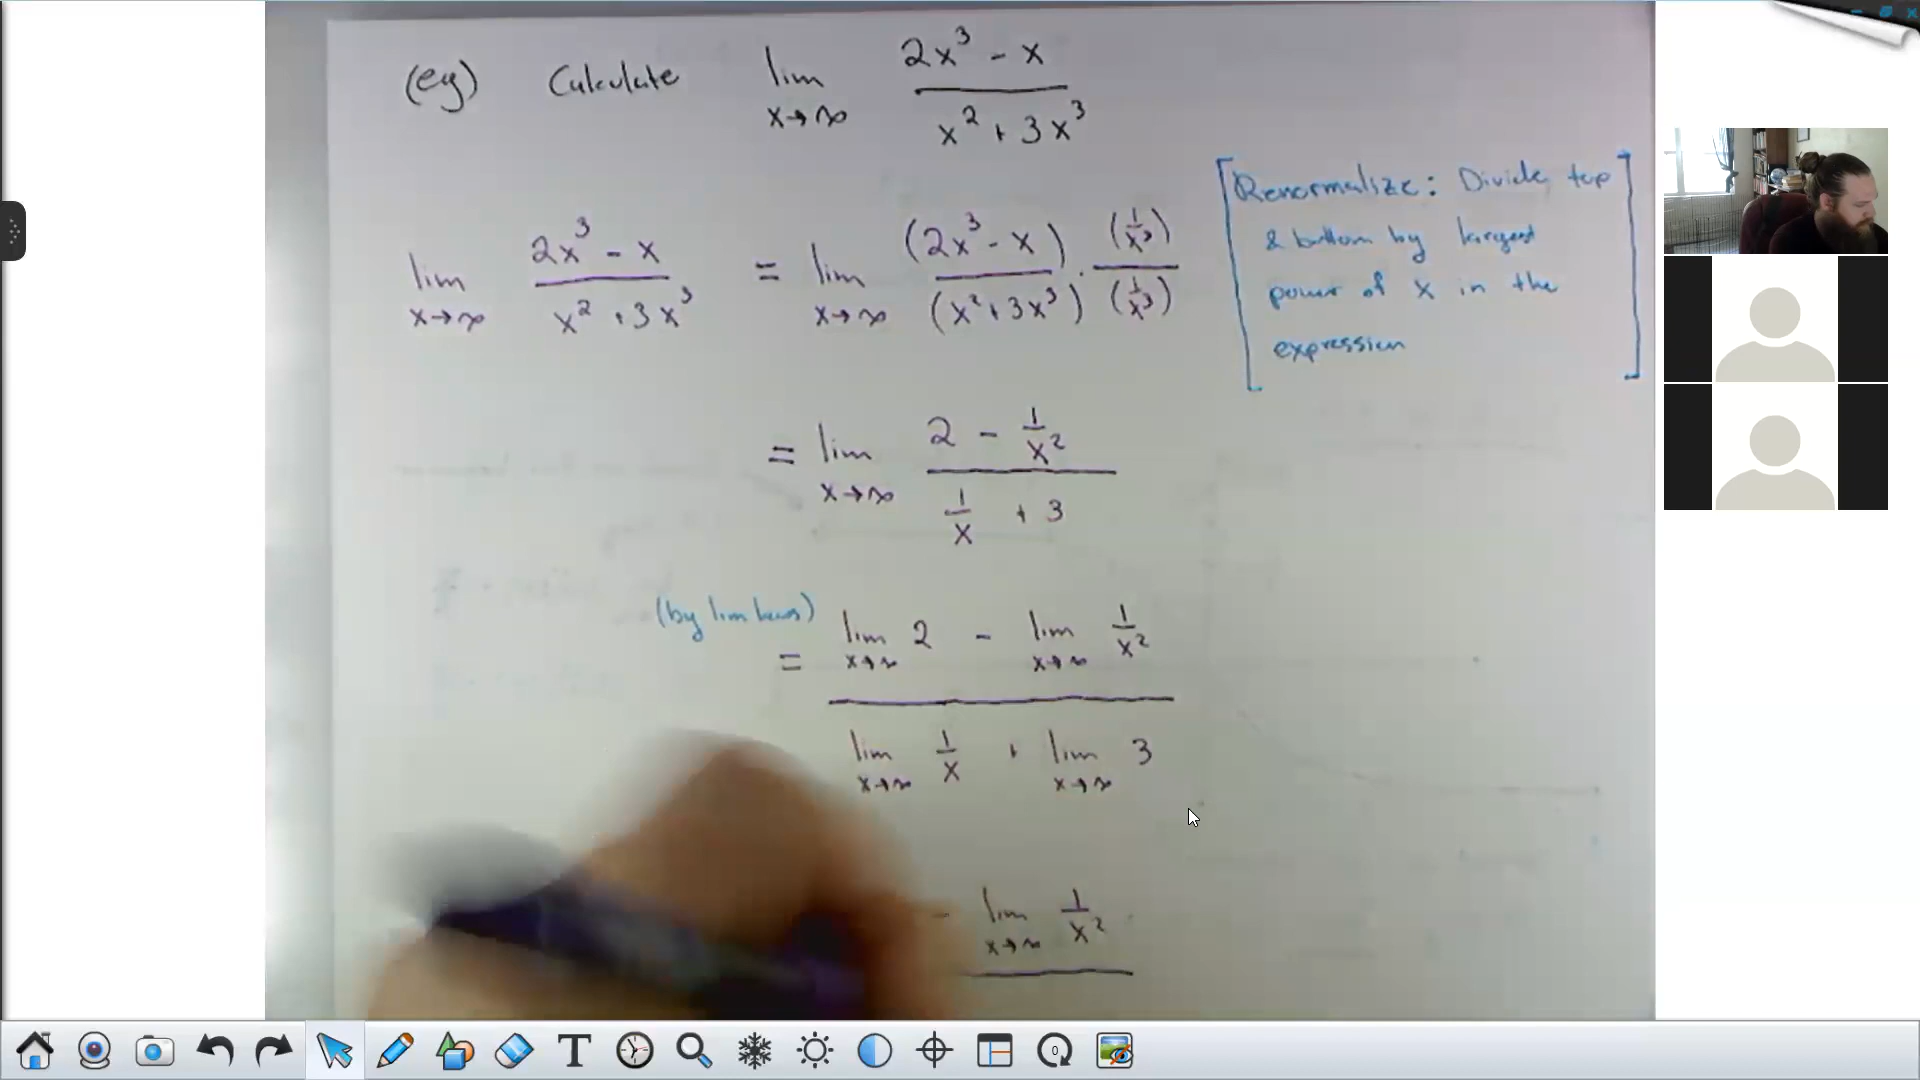 (eg) Calculate lim x→∞ (2x³ - x) / (x² + 3x³)
[Renormalize: Divide top
& bottom by largest
power of x in the
expression]
lim x→∞ (2x³ - x) / (x² + 3x³) = lim x→∞ (2x³ - x) / (x² + 3x³) · (1/x³) / (1/x³)
= lim x→∞ (2 - 1/x²) / (1/x + 3)
(by lim laws)
= (lim x→∞ 2 - lim x→∞ 1/x²) / (lim x→∞ 1/x + lim x→∞ 3)
- lim x→∞ 1/x²
T
0